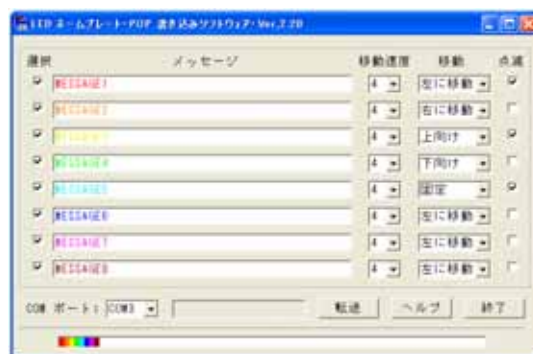 LED ネームプレート・POP 書き込みソフトウェア・Ver.7.20
選択 メッセージ 移動速度 移動 点滅
MESSAGE1 4 左に移動
MESSAGE2 4 右に移動
MESSAGE3 4 上向け
MESSAGE4 4 下向け
MESSAGE5 4 固定
MESSAGE6 4 左に移動
MESSAGE7 4 左に移動
MESSAGE8 4 左に移動
COM ポート: COM3 転送 ヘルプ 終了